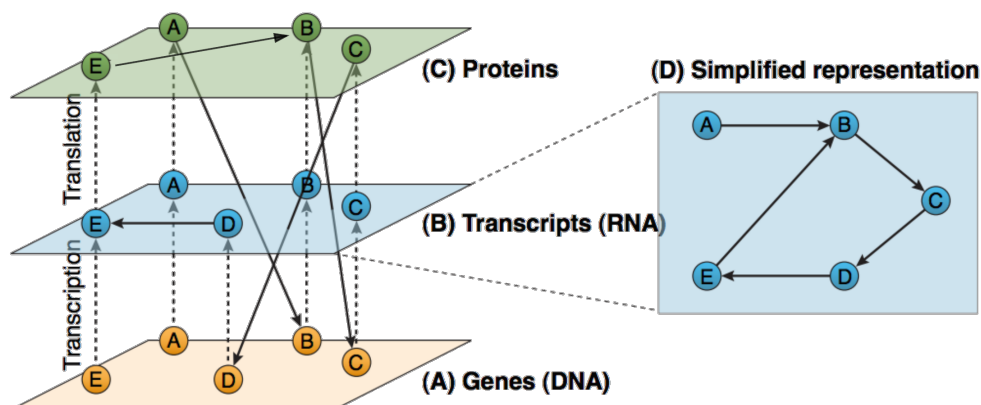 A
B
C
E
(C) Proteins
(D) Simplified representation
Translation
A
B
A
B
C
E
D
(B) Transcripts (RNA)
C
E
D
Transcription
A
B
C
E
D
(A) Genes (DNA)